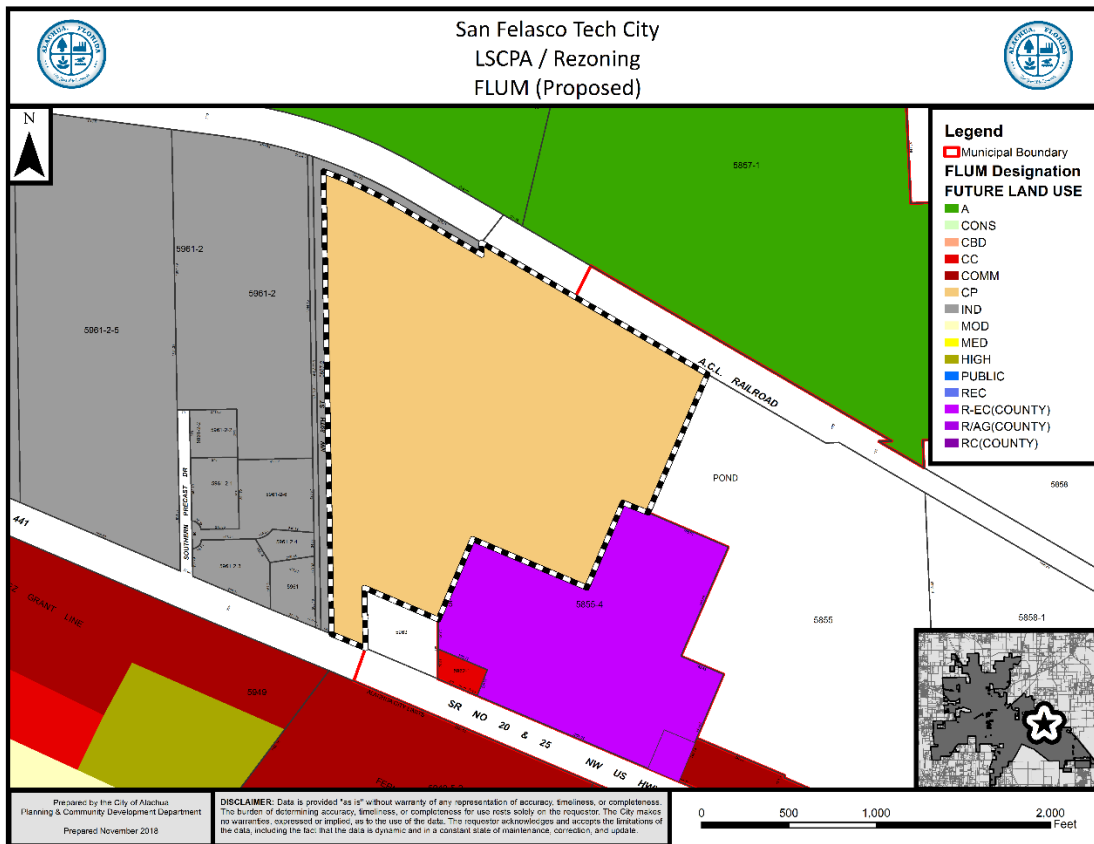 San Felasco Tech City
LSCPA / Rezoning
FLUM (Proposed)
ALACHUA, FLORIDA
ALACHUA, FLORIDA
N
Legend
Municipal Boundary
FLUM Designation
FUTURE LAND USE
A
CONS
CBD
CC
COMM
CP
IND
MOD
MED
HIGH
PUBLIC
REC
R-EC(COUNTY)
R/AG(COUNTY)
RC(COUNTY)
5867-1
5961-2
5961-2
5961-2-5
A.C.L. RAILROAD
POND
5858
SOUTHERN PRECAST DR
5961
441
5855-4
5855
5858-1
GRANT LINE
5949
SR NO 20 & 25
NW US HWY
Prepared by the City of Alachua
Planning & Community Development Department
Prepared November 2018
DISCLAIMER: Data is provided "as is" without warranty of any representation of accuracy, timeliness, or completeness.
The burden of determining accuracy, timeliness, or completeness for use rests solely on the requestor. The City makes
no warranties, expressed or implied, as to the use of the data. The requestor acknowledges and accepts the limitations of
the data, including the fact that the data is dynamic and in a constant state of maintenance, correction, and update.
0 500 1,000 2,000
Feet